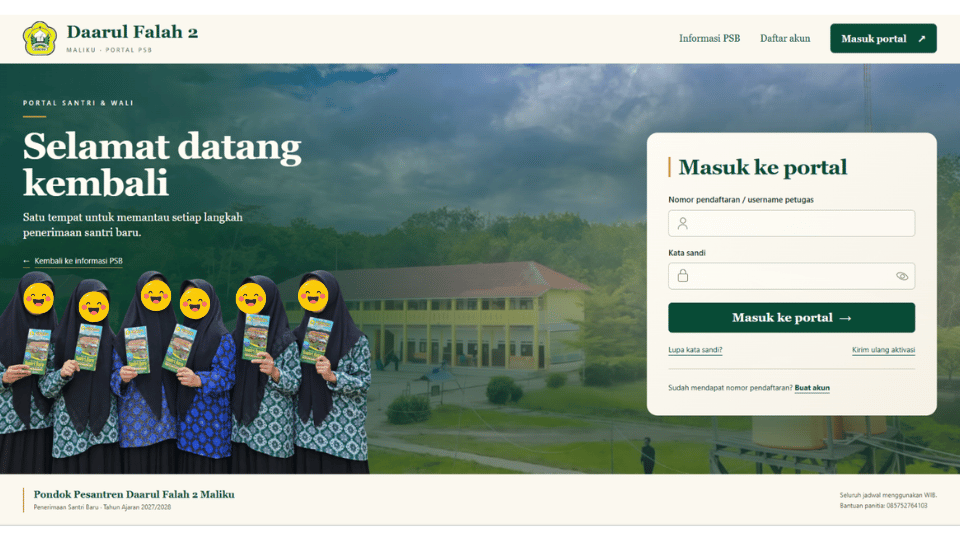 Daarul Falah 2
MALIKU · PORTAL PSB
Informasi PSB
Daftar akun
Masuk portal ↗
PORTAL SANTRI & WALI
Selamat datang
kembali
Satu tempat untuk memantau setiap langkah
penerimaan santri baru.
← Kembali ke informasi PSB
Masuk ke portal
Nomor pendaftaran / username petugas
Kata sandi
Masuk ke portal →
Lupa kata sandi?
Kirim ulang aktivasi
Sudah mendapat nomor pendaftaran? Buat akun
Pondok Pesantren Daarul Falah 2 Maliku
Penerimaan Santri Baru · Tahun Ajaran 2027/2028
Seluruh jadwal menggunakan WIB.
Bantuan panitia: 085752764103